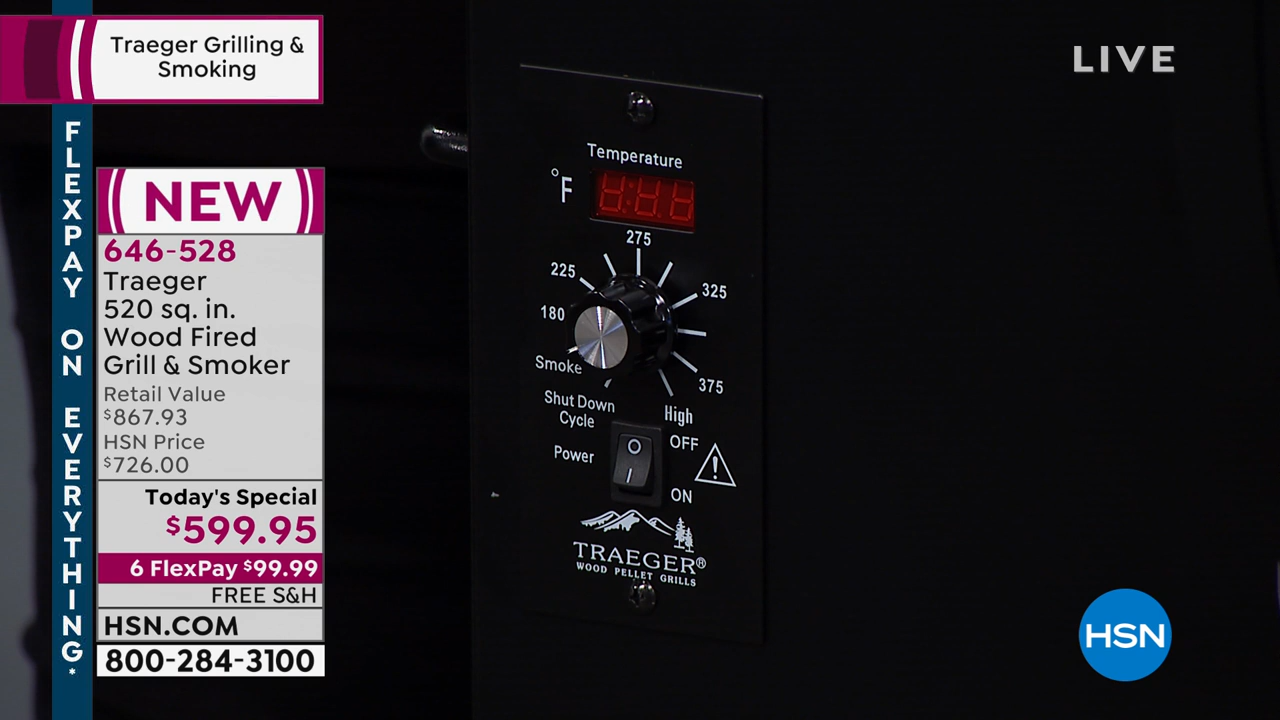 Traeger Grilling &
Smoking
LIVE
FLEXPAY ON EVERYTHING*
NEW
646-528
Traeger
520 sq. in.
Wood Fired
Grill & Smoker
Retail Value
$867.93
HSN Price
$726.00
Today's Special
$599.95
6 FlexPay $99.99
FREE S&H
HSN.COM
800-284-3100
Temperature
°F
275
225
325
180
Smoke
375
Shut Down
Cycle
High
OFF
Power
ON
TRAEGER®
WOOD PELLET GRILLS
HSN